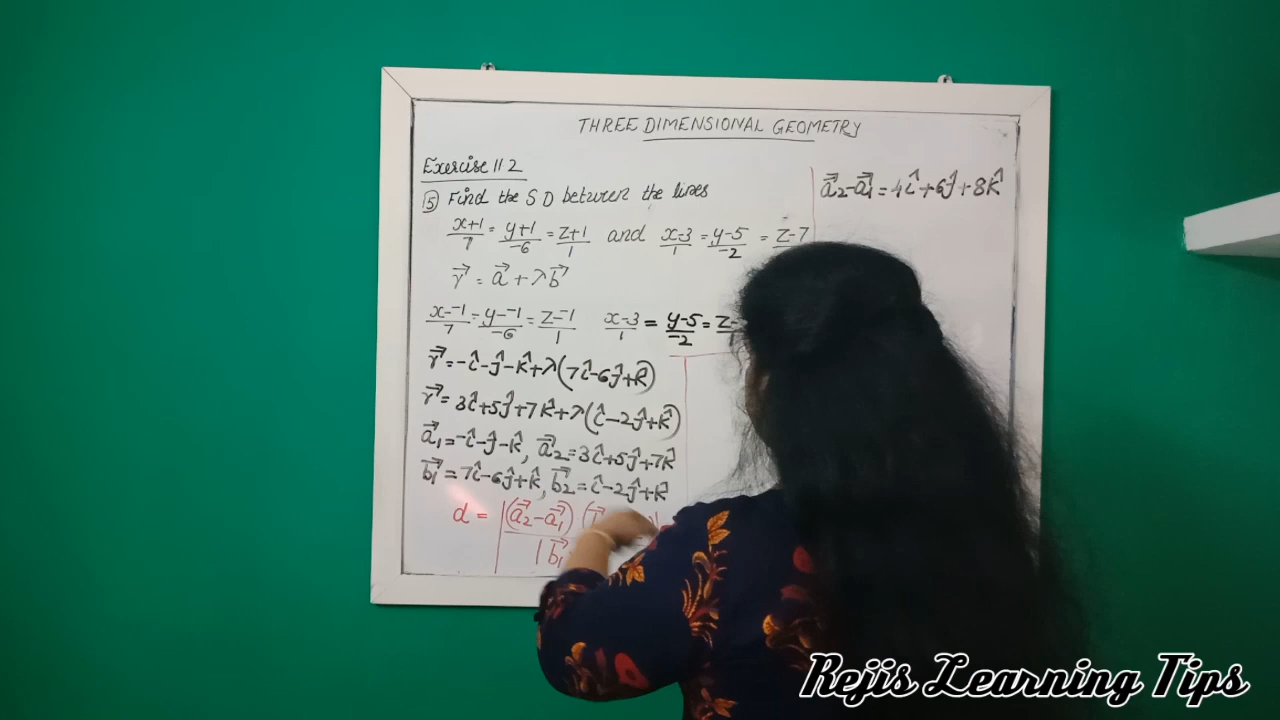 THREE DIMENSIONAL GEOMETRY
Exercise 11 2
5 Find the S D between the lines
x+1/7 = y+1/-6 = z+1/1 and x-3/1 = y-5/-2 = z-7
r⃗ = a⃗ + λb⃗
x--1/7 = y--1/-6 = z--1/1 x-3/1 = y-5/-2 = z-
r⃗ = -î-ĵ-k̂+λ(7î-6ĵ+k̂)
r⃗ = 3î+5ĵ+7k̂+λ(î-2ĵ+k̂)
a⃗1=-î-ĵ-k̂, a⃗2=3î+5ĵ+7k̂
b⃗1=7î-6ĵ+k̂, b⃗2=î-2ĵ+k̂
d = |(a⃗2-a⃗1) (b⃗ / |b⃗1
a⃗2-a⃗1=4î+6ĵ+8k̂
Rejis Learning Tips